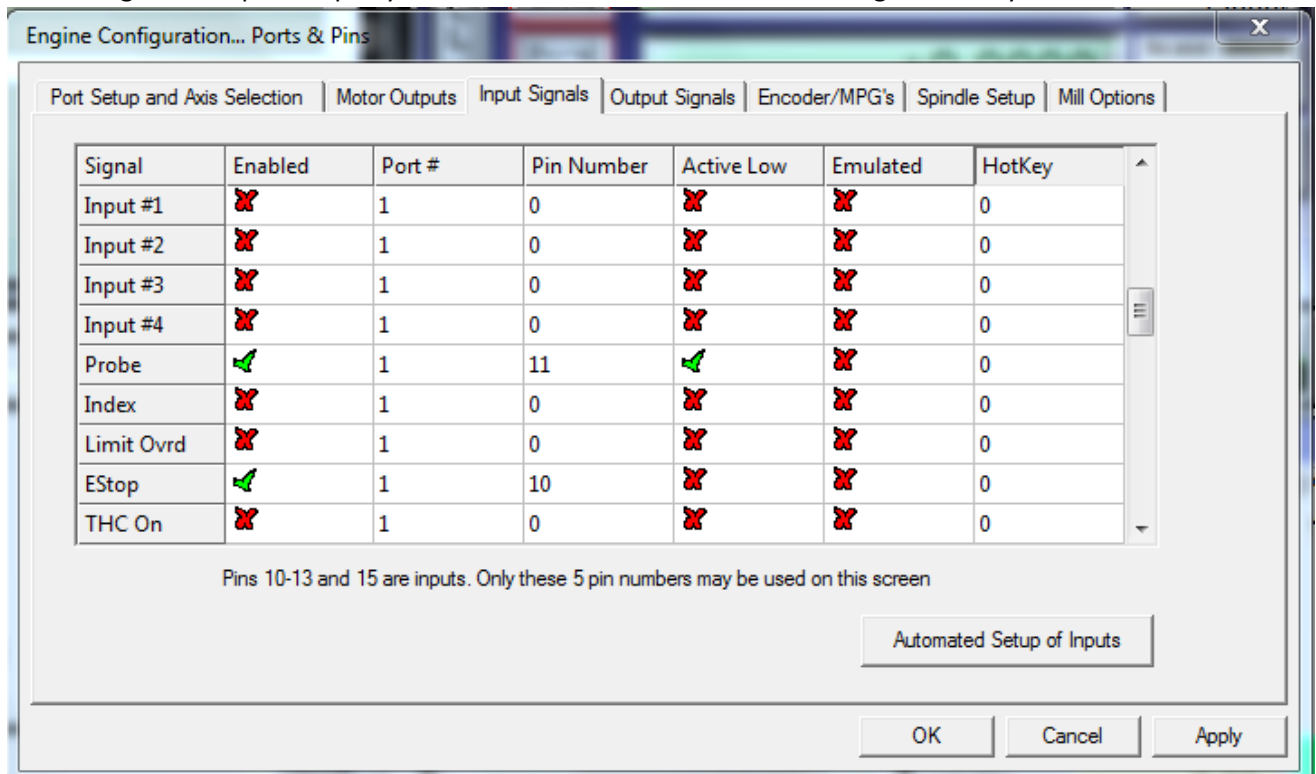 Engine Configuration... Ports & Pins
X
Port Setup and Axis Selection Motor Outputs Input Signals Output Signals Encoder/MPG's Spindle Setup Mill Options
Signal Enabled Port # Pin Number Active Low Emulated HotKey
Input #1 1 0 0
Input #2 1 0 0
Input #3 1 0 0
Input #4 1 0 0
Probe 1 11 0
Index 1 0 0
Limit Ovrd 1 0 0
EStop 1 10 0
THC On 1 0 0
Pins 10-13 and 15 are inputs. Only these 5 pin numbers may be used on this screen
Automated Setup of Inputs
OK Cancel Apply